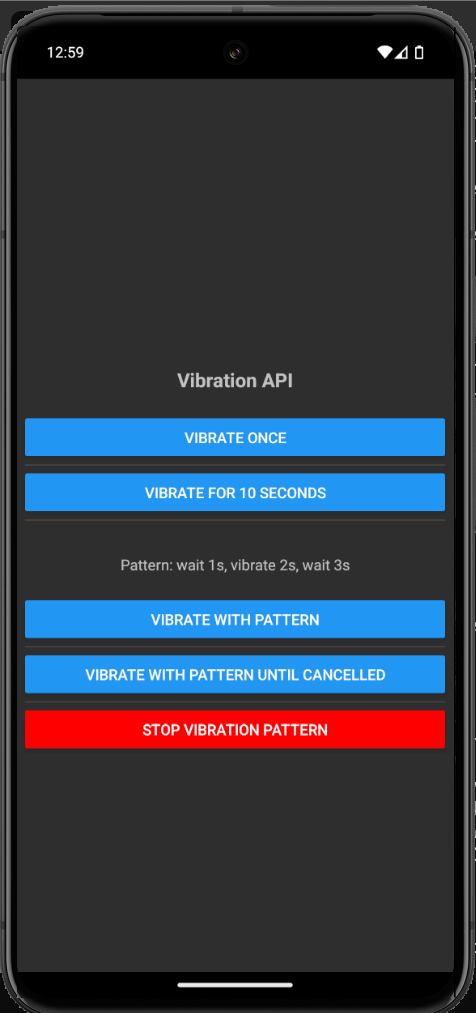 12:59
Vibration API
VIBRATE ONCE
VIBRATE FOR 10 SECONDS
Pattern: wait 1s, vibrate 2s, wait 3s
VIBRATE WITH PATTERN
VIBRATE WITH PATTERN UNTIL CANCELLED
STOP VIBRATION PATTERN